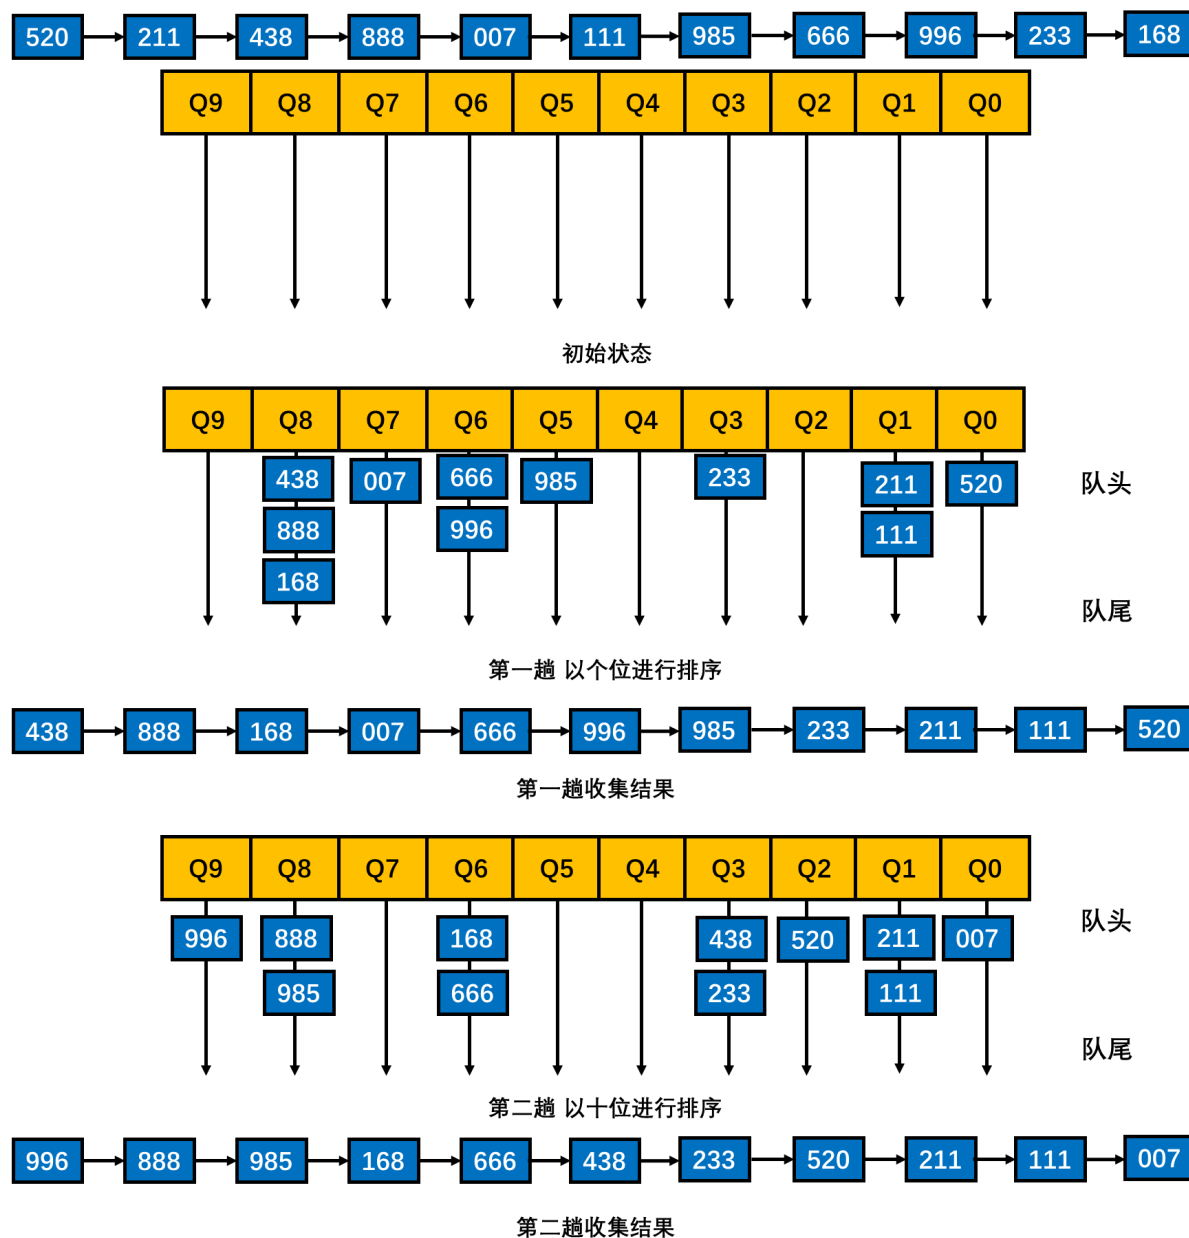 520 211 438 888 007 111 985 666 996 233 168
Q9 Q8 Q7 Q6 Q5 Q4 Q3 Q2 Q1 Q0
初始状态
Q9 Q8 Q7 Q6 Q5 Q4 Q3 Q2 Q1 Q0
438 007 666 985 233 211 520 队头
888 996 111
168
队尾
第一趟 以个位进行排序
438 888 168 007 666 996 985 233 211 111 520
第一趟收集结果
Q9 Q8 Q7 Q6 Q5 Q4 Q3 Q2 Q1 Q0
996 888 168 438 520 211 007 队头
985 666 233 111
队尾
第二趟 以十位进行排序
996 888 985 168 666 438 233 520 211 111 007
第二趟收集结果